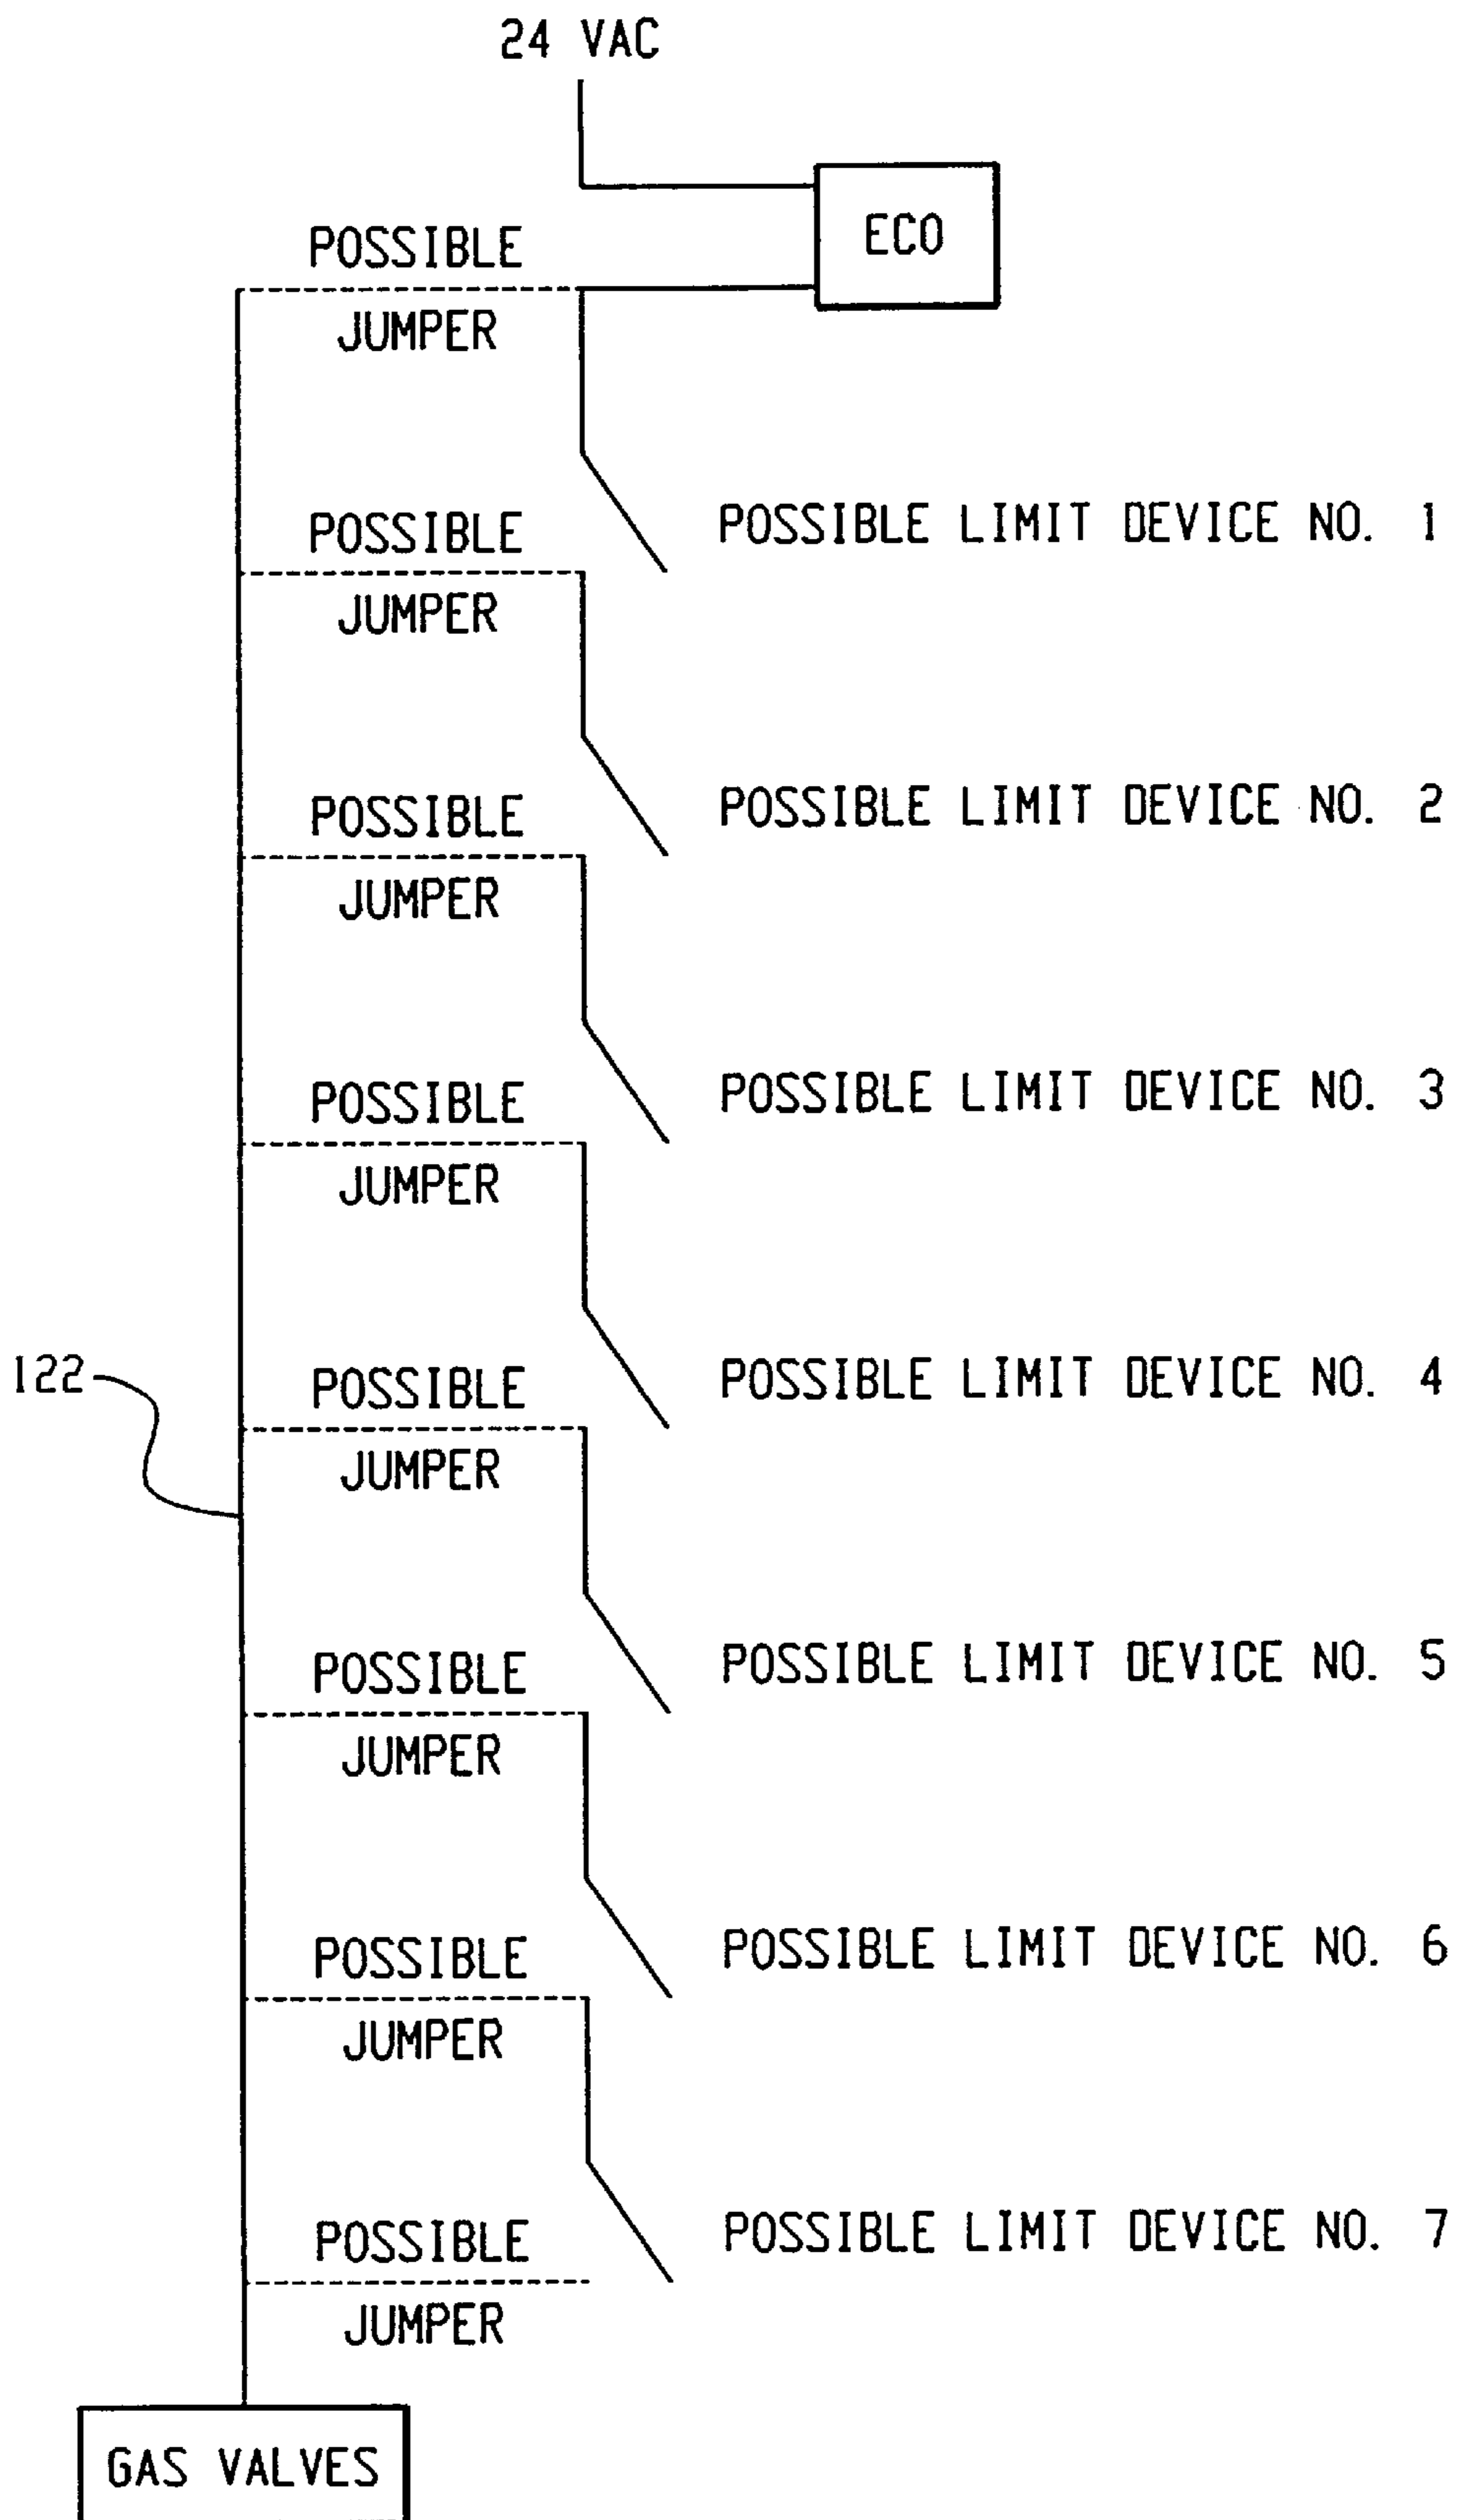 24 VAC
ECO
POSSIBLE
JUMPER
POSSIBLE LIMIT DEVICE NO. 1
POSSIBLE
JUMPER
POSSIBLE LIMIT DEVICE NO. 2
POSSIBLE
JUMPER
POSSIBLE LIMIT DEVICE NO. 3
POSSIBLE
JUMPER
POSSIBLE LIMIT DEVICE NO. 4
122
POSSIBLE
JUMPER
POSSIBLE LIMIT DEVICE NO. 5
POSSIBLE
JUMPER
POSSIBLE LIMIT DEVICE NO. 6
POSSIBLE
JUMPER
POSSIBLE LIMIT DEVICE NO. 7
POSSIBLE
JUMPER
GAS VALVES